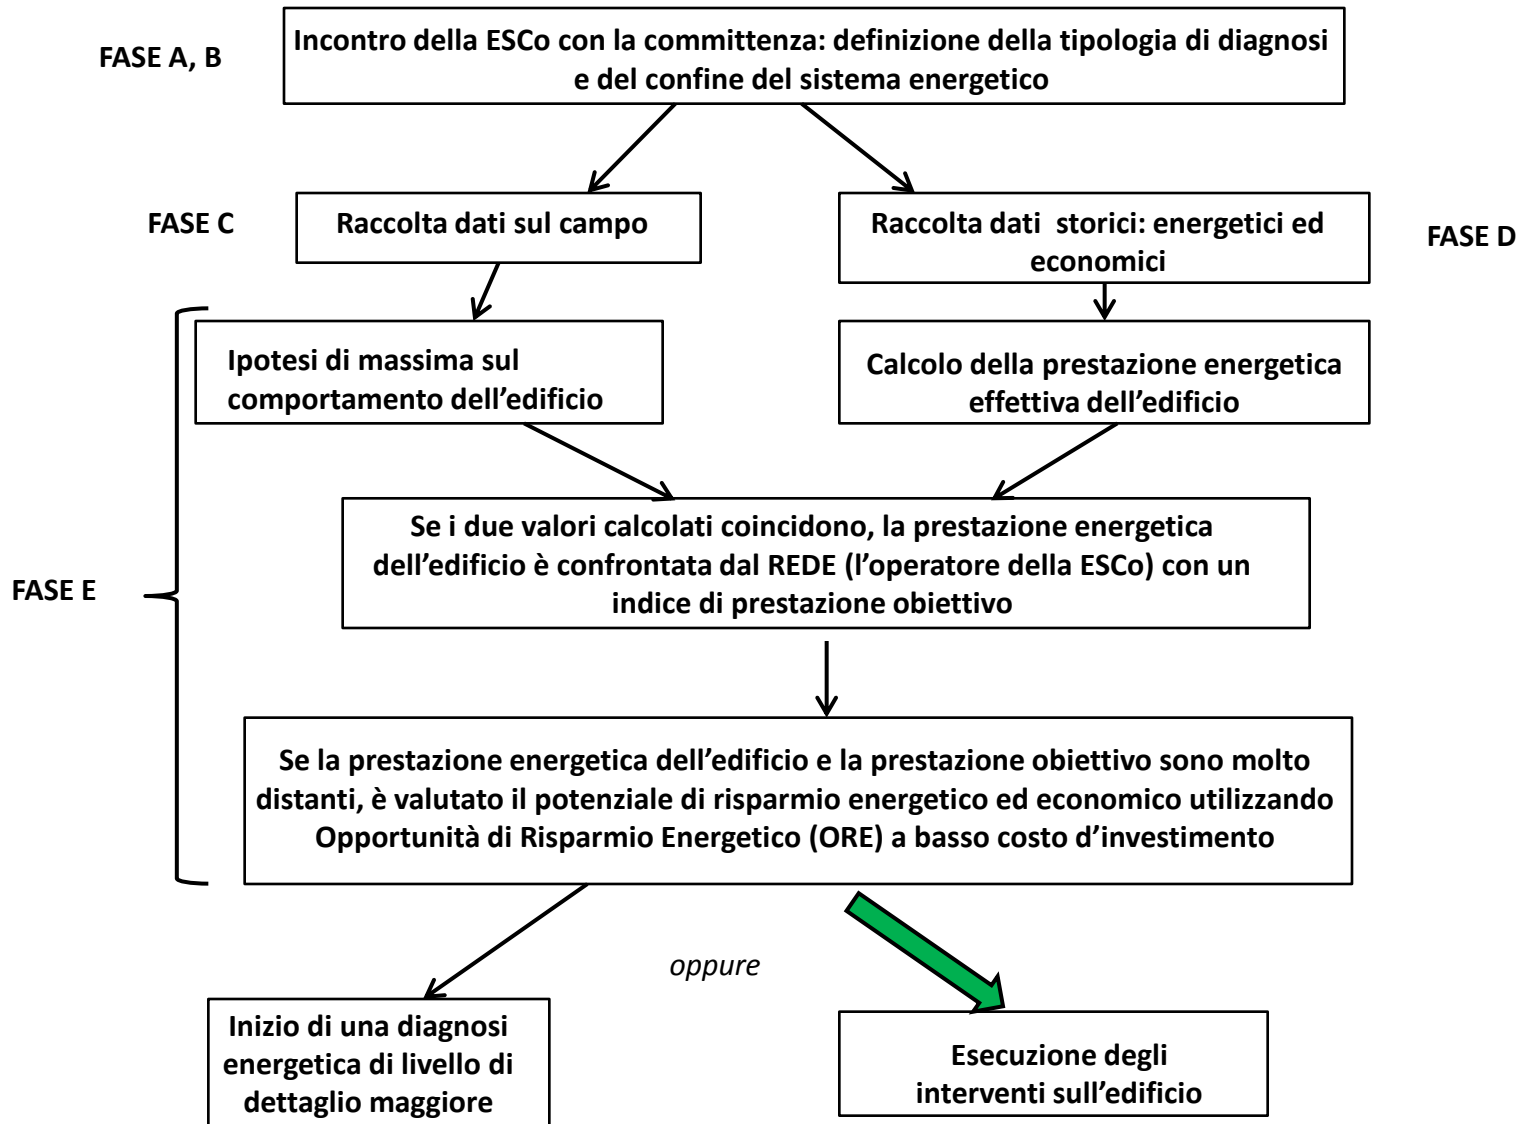 FASE A, B
Incontro della ESCo con la committenza: definizione della tipologia di diagnosi
e del confine del sistema energetico
FASE C
Raccolta dati sul campo
Raccolta dati storici: energetici ed
economici
FASE D
Ipotesi di massima sul
comportamento dell’edificio
Calcolo della prestazione energetica
effettiva dell’edificio
FASE E
Se i due valori calcolati coincidono, la prestazione energetica
dell’edificio è confrontata dal REDE (l’operatore della ESCo) con un
indice di prestazione obiettivo
Se la prestazione energetica dell’edificio e la prestazione obiettivo sono molto
distanti, è valutato il potenziale di risparmio energetico ed economico utilizzando
Opportunità di Risparmio Energetico (ORE) a basso costo d’investimento
oppure
Inizio di una diagnosi
energetica di livello di
dettaglio maggiore
Esecuzione degli
interventi sull’edificio